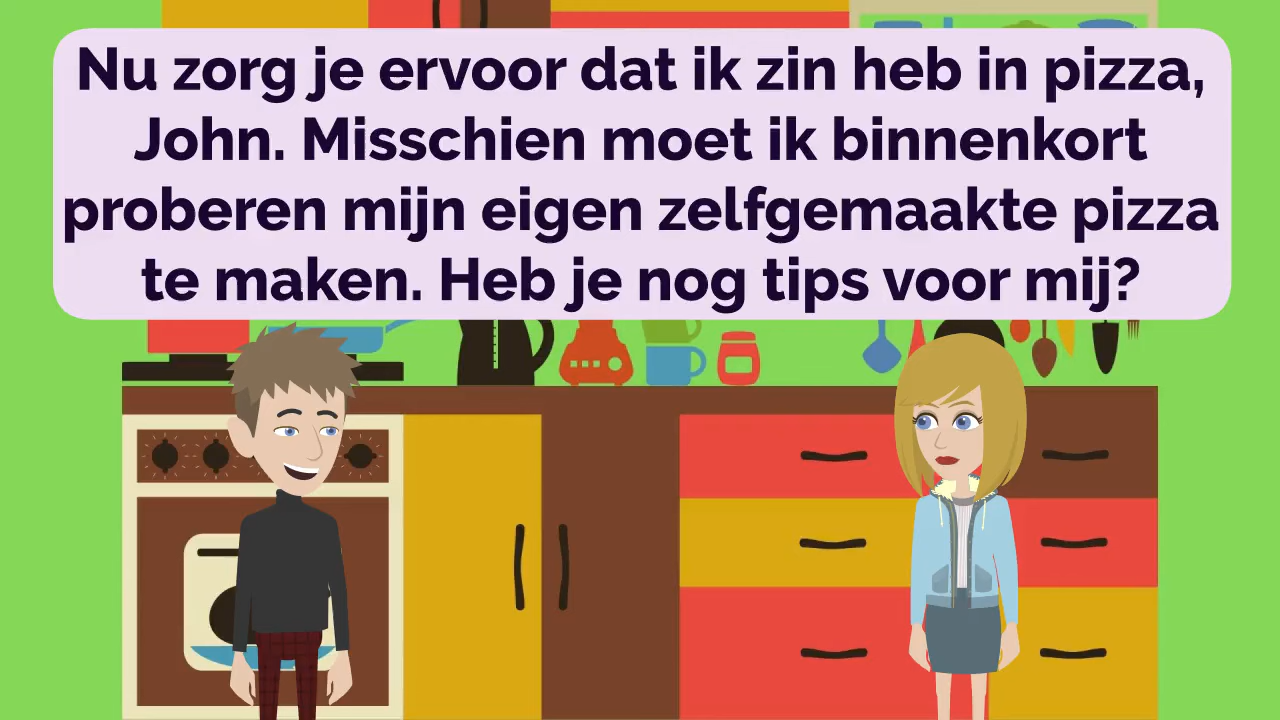 Nu zorg je ervoor dat ik zin heb in pizza,
John. Misschien moet ik binnenkort
proberen mijn eigen zelfgemaakte pizza
te maken. Heb je nog tips voor mij?